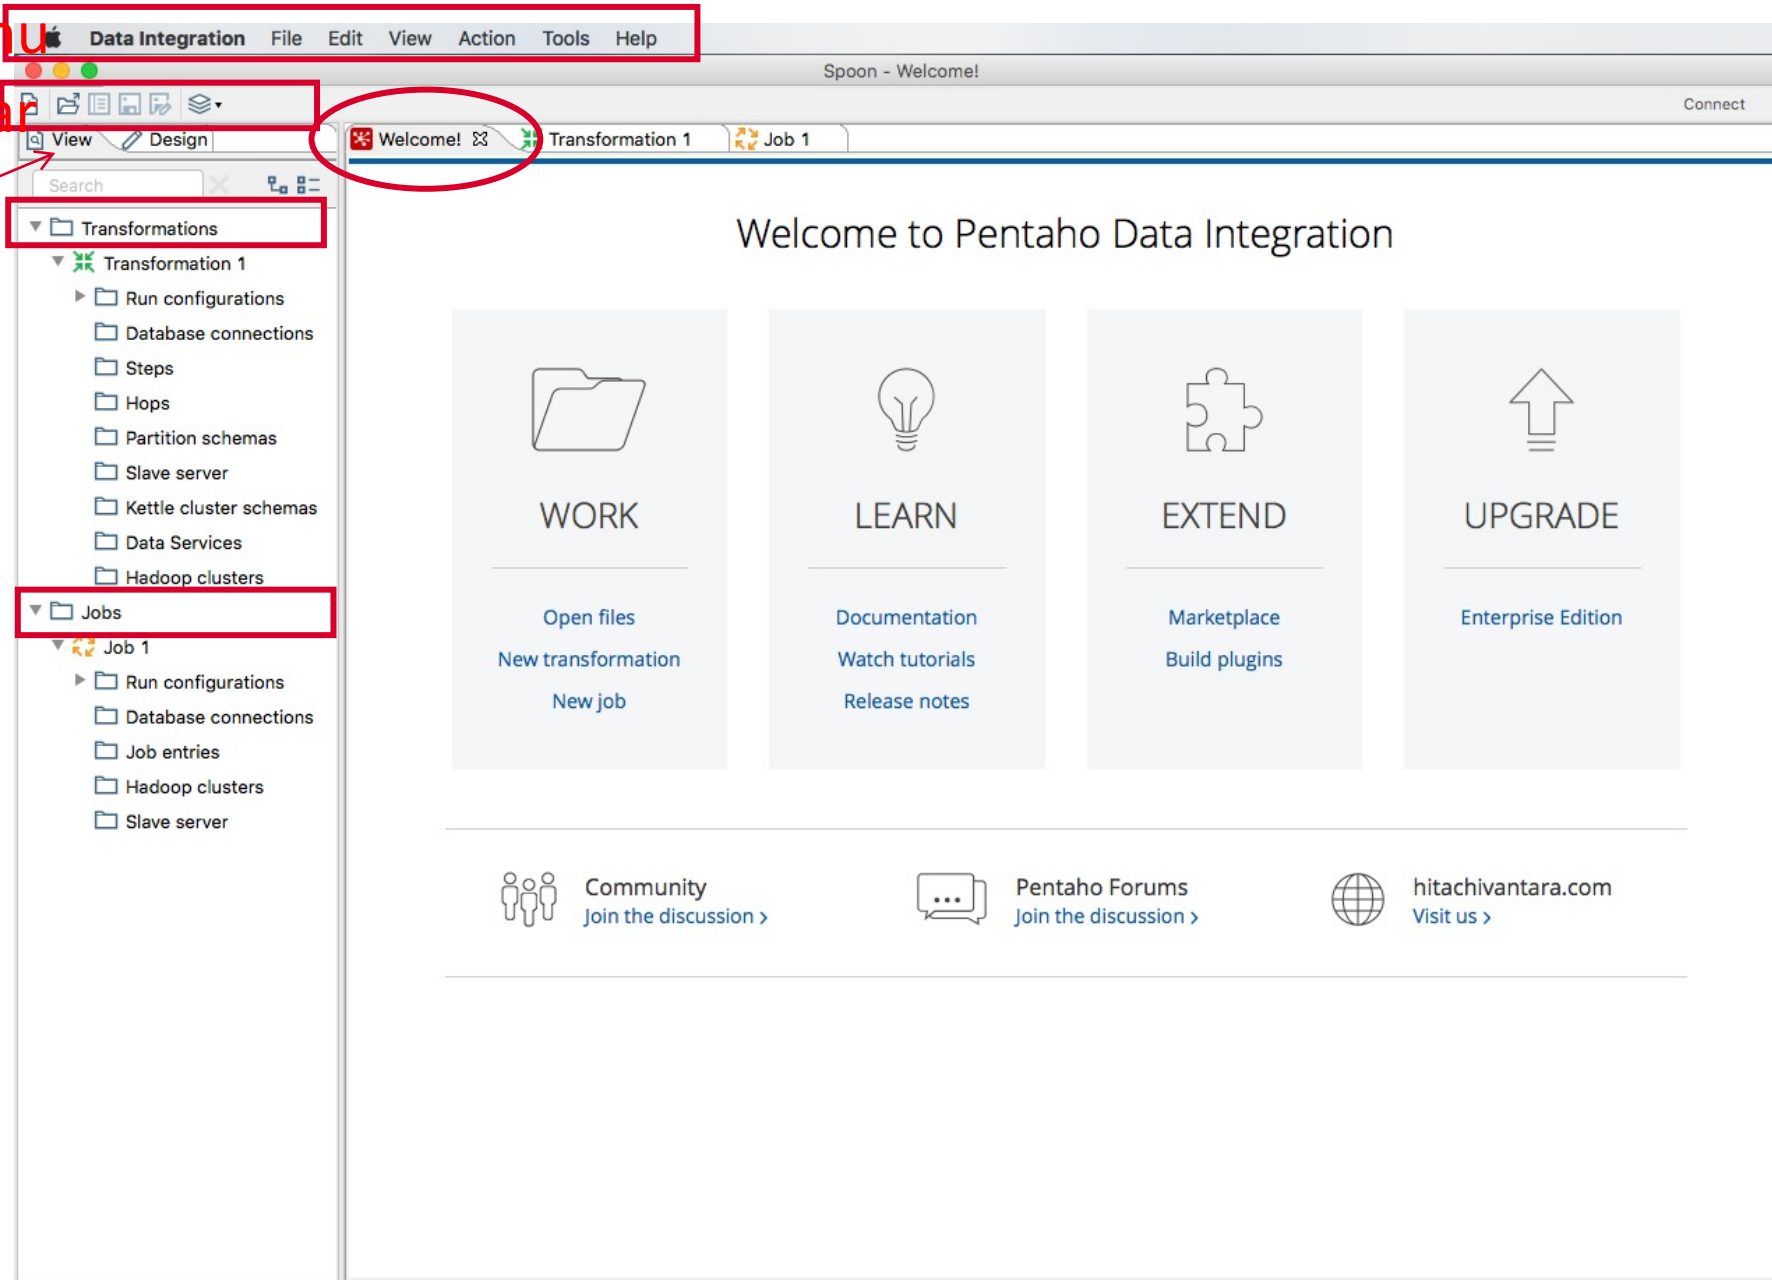 nu
Data Integration File Edit View Action Tools Help
Spoon - Welcome!
ar
Connect
View Design
Welcome! Transformation 1 Job 1
Search
Transformations
Transformation 1
Run configurations
Database connections
Steps
Hops
Partition schemas
Slave server
Kettle cluster schemas
Data Services
Hadoop clusters
Jobs
Job 1
Run configurations
Database connections
Job entries
Hadoop clusters
Slave server
Welcome to Pentaho Data Integration
WORK
Open files
New transformation
New job
LEARN
Documentation
Watch tutorials
Release notes
EXTEND
Marketplace
Build plugins
UPGRADE
Enterprise Edition
Community
Join the discussion >
Pentaho Forums
Join the discussion >
hitachivantara.com
Visit us >